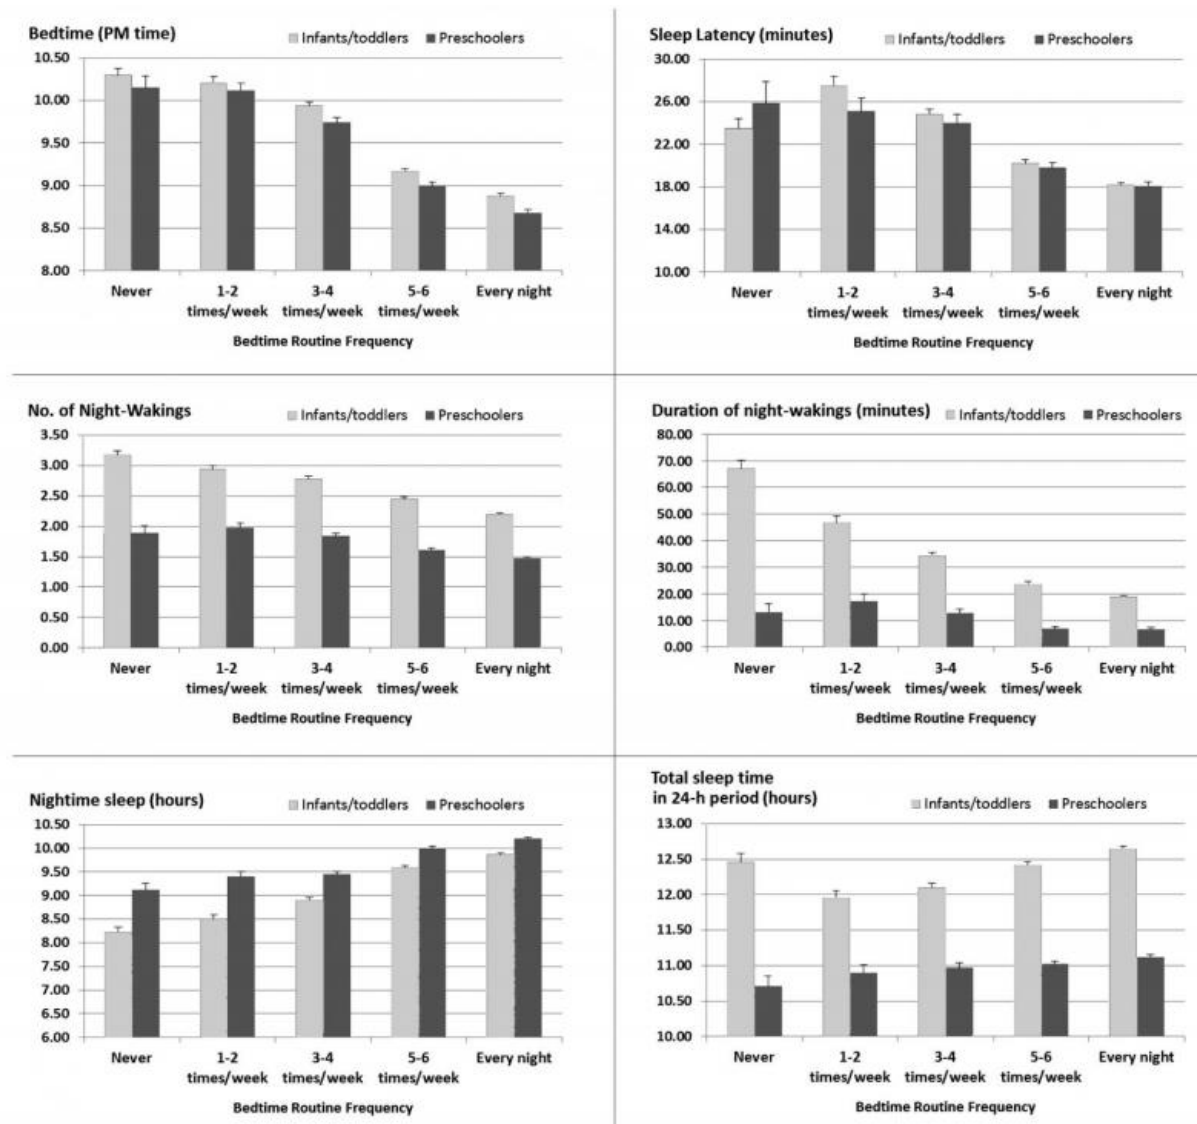 Bedtime (PM time)
Infants/toddlers Preschoolers
10.50
10.00
9.50
9.00
8.50
8.00
Never 1-2 3-4 5-6 Every night
times/week times/week times/week
Bedtime Routine Frequency
Sleep Latency (minutes)
Infants/toddlers Preschoolers
30.00
26.00
22.00
18.00
14.00
10.00
Never 1-2 3-4 5-6 Every night
times/week times/week times/week
Bedtime Routine Frequency
No. of Night-Wakings
Infants/toddlers Preschoolers
3.50
3.00
2.50
2.00
1.50
1.00
0.50
0.00
Never 1-2 3-4 5-6 Every night
times/week times/week times/week
Bedtime Routine Frequency
Duration of night-wakings (minutes)
Infants/toddlers Preschoolers
80.00
70.00
60.00
50.00
40.00
30.00
20.00
10.00
0.00
Never 1-2 3-4 5-6 Every night
times/week times/week times/week
Bedtime Routine Frequency
Nightime sleep (hours)
Infants/toddlers Preschoolers
10.50
10.00
9.50
9.00
8.50
8.00
7.50
7.00
6.50
6.00
Never 1-2 3-4 5-6 Every night
times/week times/week times/week
Bedtime Routine Frequency
Total sleep time
in 24-h period (hours)
Infants/toddlers Preschoolers
13.00
12.50
12.00
11.50
11.00
10.50
10.00
Never 1-2 3-4 5-6 Every night
times/week times/week times/week
Bedtime Routine Frequency